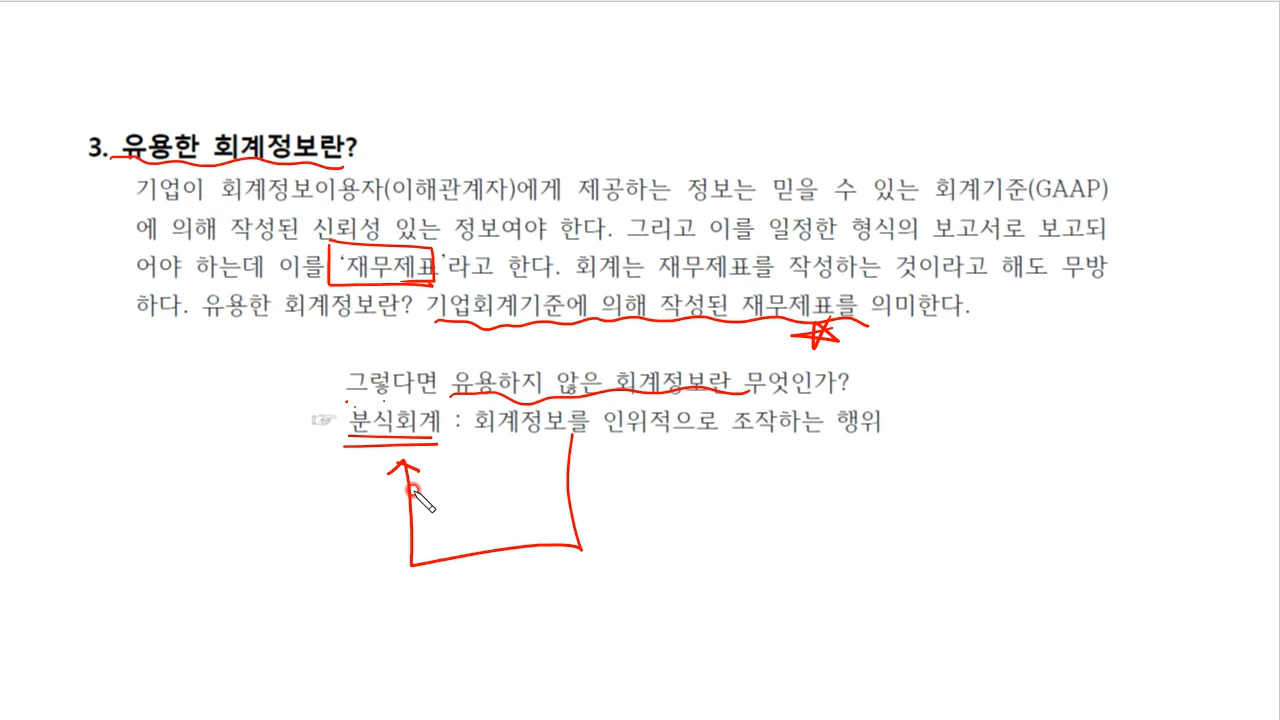 3. 유용한 회계정보란?
기업이 회계정보이용자(이해관계자)에게 제공하는 정보는 믿을 수 있는 회계기준(GAAP)
에 의해 작성된 신뢰성 있는 정보여야 한다. 그리고 이를 일정한 형식의 보고서로 보고되
어야 하는데 이를 '재무제표'라고 한다. 회계는 재무제표를 작성하는 것이라고 해도 무방
하다. 유용한 회계정보란? 기업회계기준에 의해 작성된 재무제표를 의미한다.
그렇다면 유용하지 않은 회계정보란 무엇인가?
☞ 분식회계 : 회계정보를 인위적으로 조작하는 행위